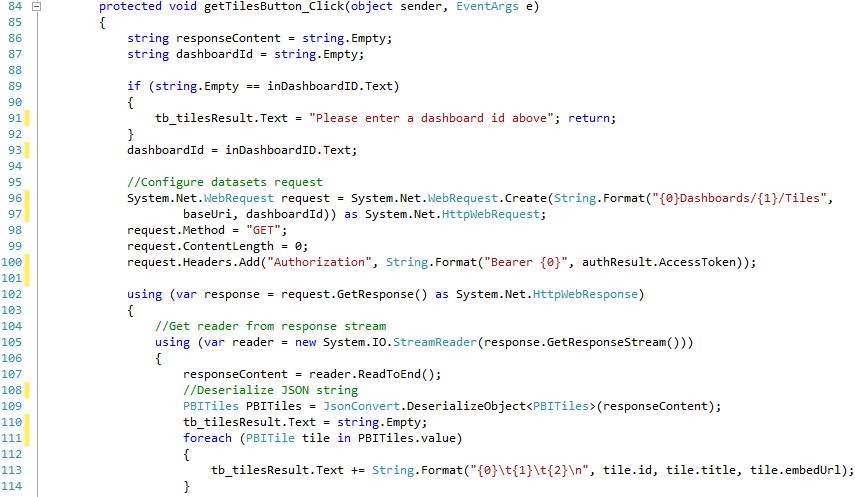 84 protected void getTilesButton_Click(object sender, EventArgs e)
85 {
86 string responseContent = string.Empty;
87 string dashboardId = string.Empty;
88
89 if (string.Empty == inDashboardID.Text)
90 {
91 tb_tilesResult.Text = "Please enter a dashboard id above"; return;
92 }
93 dashboardId = inDashboardID.Text;
94
95 //Configure datasets request
96 System.Net.WebRequest request = System.Net.WebRequest.Create(String.Format("{0}Dashboards/{1}/Tiles",
97 baseUri, dashboardId)) as System.Net.HttpWebRequest;
98 request.Method = "GET";
99 request.ContentLength = 0;
100 request.Headers.Add("Authorization", String.Format("Bearer {0}", authResult.AccessToken));
101
102 using (var response = request.GetResponse() as System.Net.HttpWebResponse)
103 {
104 //Get reader from response stream
105 using (var reader = new System.IO.StreamReader(response.GetResponseStream()))
106 {
107 responseContent = reader.ReadToEnd();
108 //Deserialize JSON string
109 PBITiles PBITiles = JsonConvert.DeserializeObject<PBITiles>(responseContent);
110 tb_tilesResult.Text = string.Empty;
111 foreach (PBITile tile in PBITiles.value)
112 {
113 tb_tilesResult.Text += String.Format("{0}\t{1}\t{2}\n", tile.id, tile.title, tile.embedUrl);
114 }